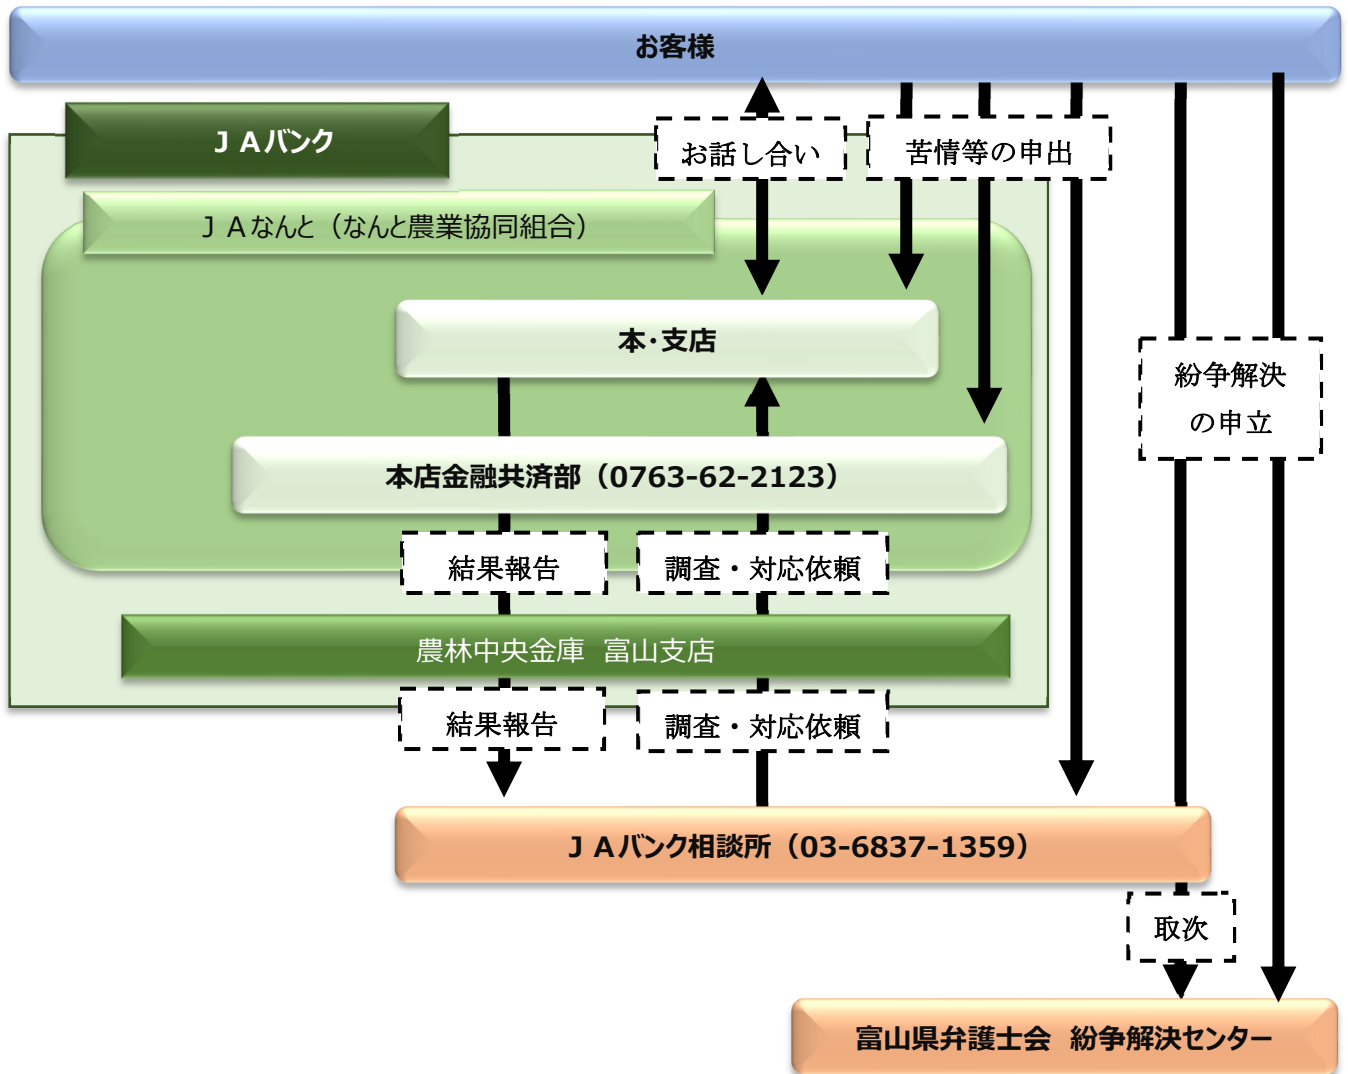 お客様
ＪＡバンク
お話し合い
苦情等の申出
ＪＡなんと（なんと農業協同組合）
本・支店
紛争解決
の申立
本店金融共済部（0763-62-2123）
結果報告
調査・対応依頼
農林中央金庫　富山支店
結果報告
調査・対応依頼
ＪＡバンク相談所（03-6837-1359）
取次
富山県弁護士会　紛争解決センター